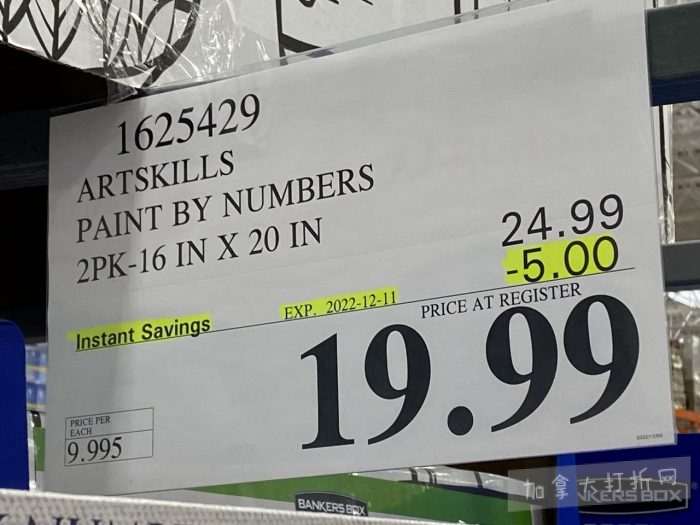 1625429
ARTSKILLS
PAINT BY NUMBERS
2PK-16 IN X 20 IN
24.99
-5.00
Instant Savings
EXP. 2022-12-11
PRICE AT REGISTER
19.99
PRICE PER
EACH
9.995
BANKERS BOX
加拿大打折网
KERS BOX